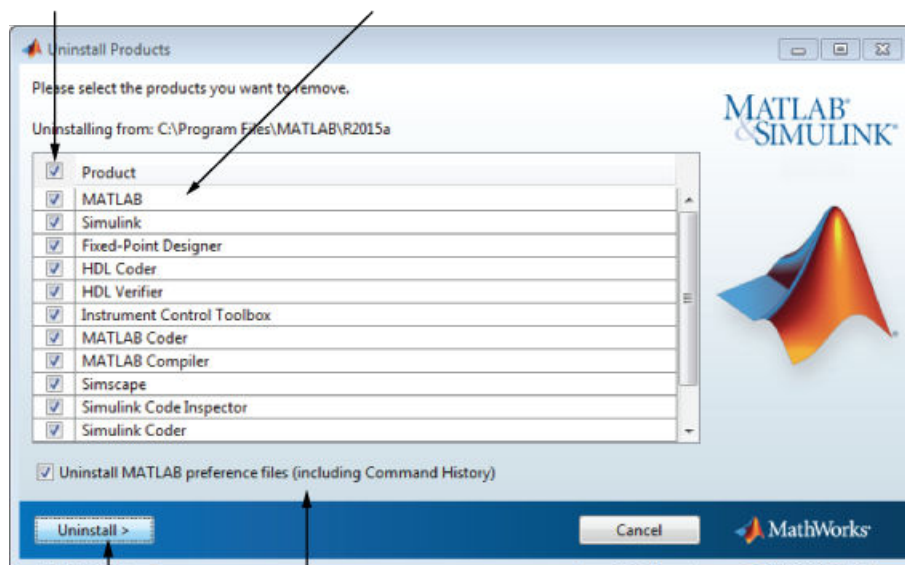 Uninstall Products
Please select the products you want to remove.
MATLAB®
&SIMULINK®
Uninstalling from: C:\Program Files\MATLAB\R2015a
Product
MATLAB
Simulink
Fixed-Point Designer
HDL Coder
HDL Verifier
Instrument Control Toolbox
MATLAB Coder
MATLAB Compiler
Simscape
Simulink Code Inspector
Simulink Coder
Uninstall MATLAB preference files (including Command History)
Uninstall >
Cancel
MathWorks®